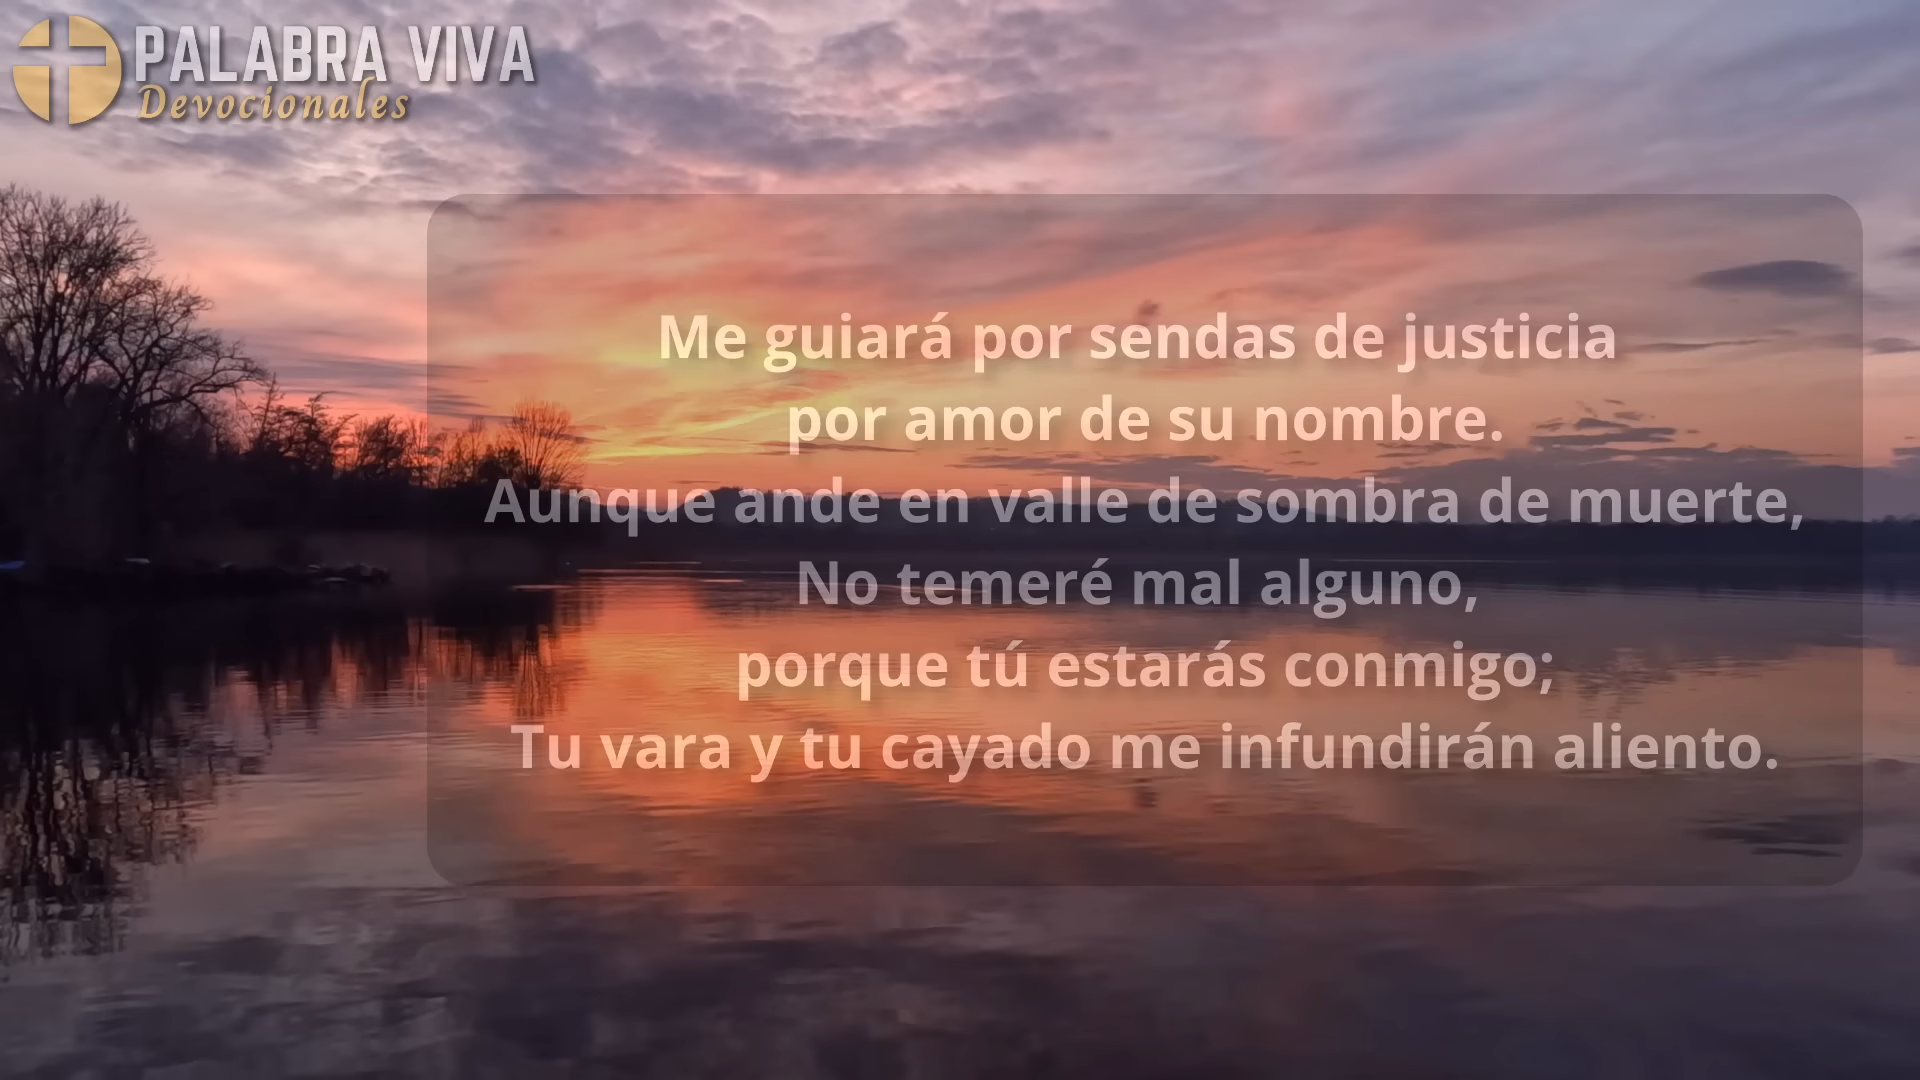 PALABRA VIVA
Devocionales
Me guiará por sendas de justicia
por amor de su nombre.
Aunque ande en valle de sombra de muerte,
No temeré mal alguno,
porque tú estarás conmigo;
Tu vara y tu cayado me infundirán aliento.